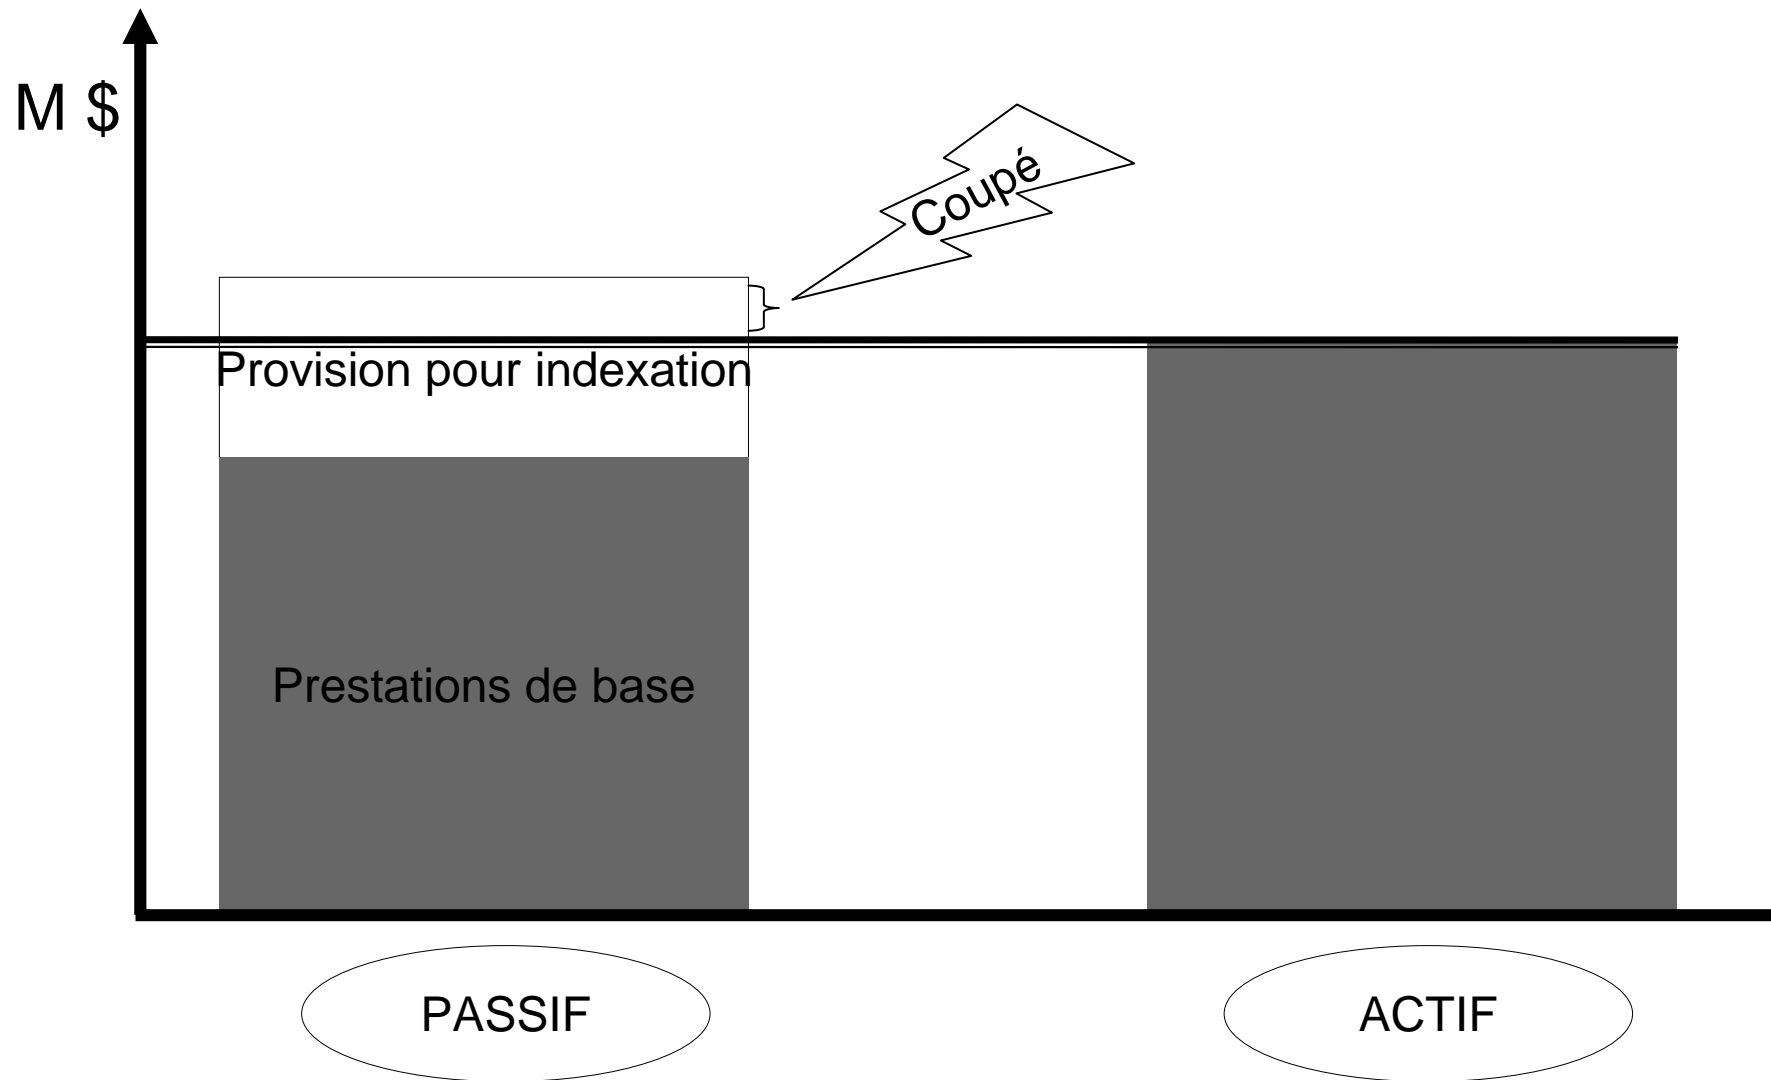 M $
Coupé
Provision pour indexation
Prestations de base
PASSIF
ACTIF